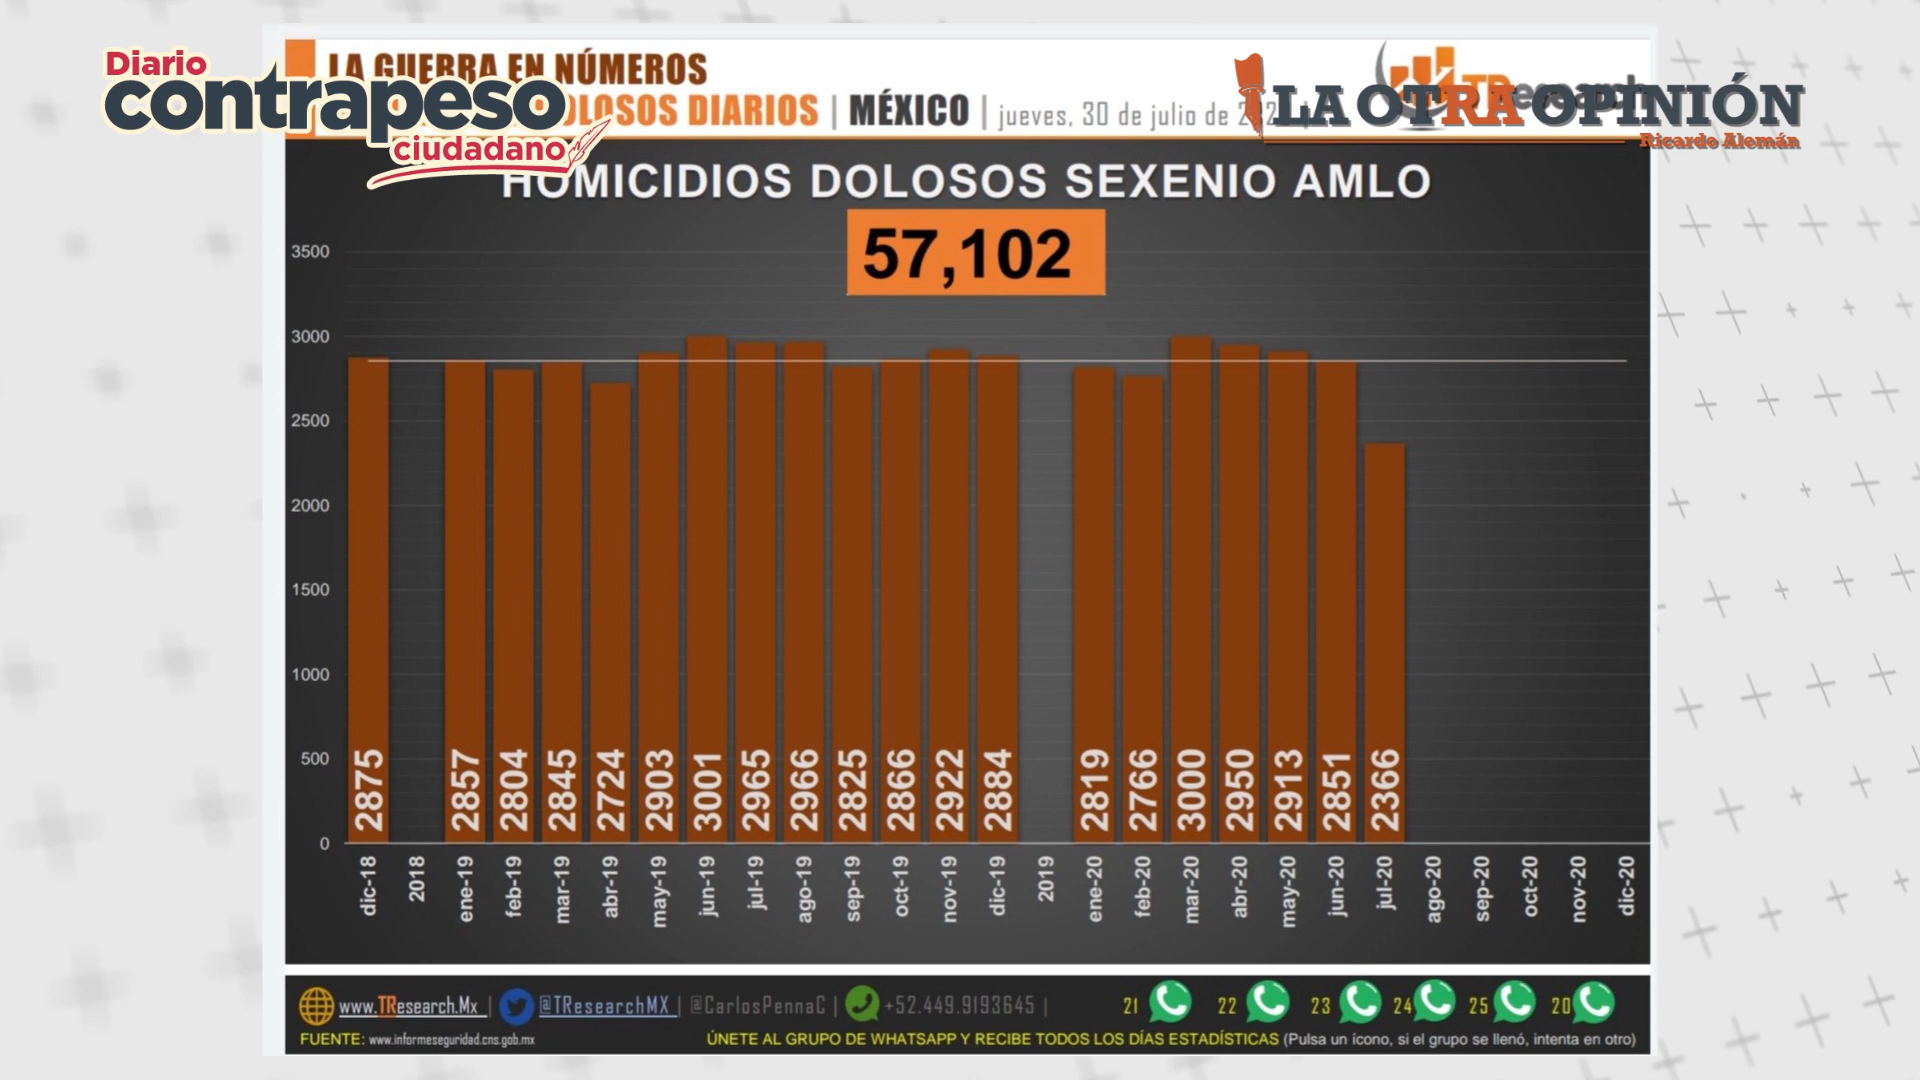 Diario
contrapeso
ciudadano
LA GUERRA EN NÚMEROS
DOLOSOS DIARIOS | MÉXICO | jueves, 30 de julio de
LA OTRA OPINIÓN
Ricardo Alemán
HOMICIDIOS DOLOSOS SEXENIO AMLO
57,102
3500
3000
2500
2000
1500
1000
500
0
2875 2857 2804 2845 2724 2903 3001 2965 2966 2825 2866 2922 2884 2819 2766 3000 2950 2913 2851 2366
dic-18 2018 ene-19 feb-19 mar-19 abr-19 may-19 jun-19 jul-19 ago-19 sep-19 oct-19 nov-19 dic-19 2019 ene-20 feb-20 mar-20 abr-20 may-20 jun-20 jul-20 ago-20 sep-20 oct-20 nov-20 dic-20
www.TResearch.Mx | @TResearchMX | @CarlosPennaC | +52.449.9193645 | 21 22 23 24 25 20
FUENTE: www.informeseguridad.cns.gob.mx ÚNETE AL GRUPO DE WHATSAPP Y RECIBE TODOS LOS DÍAS ESTADÍSTICAS (Pulsa un ícono, si el grupo se llenó, intenta en otro)